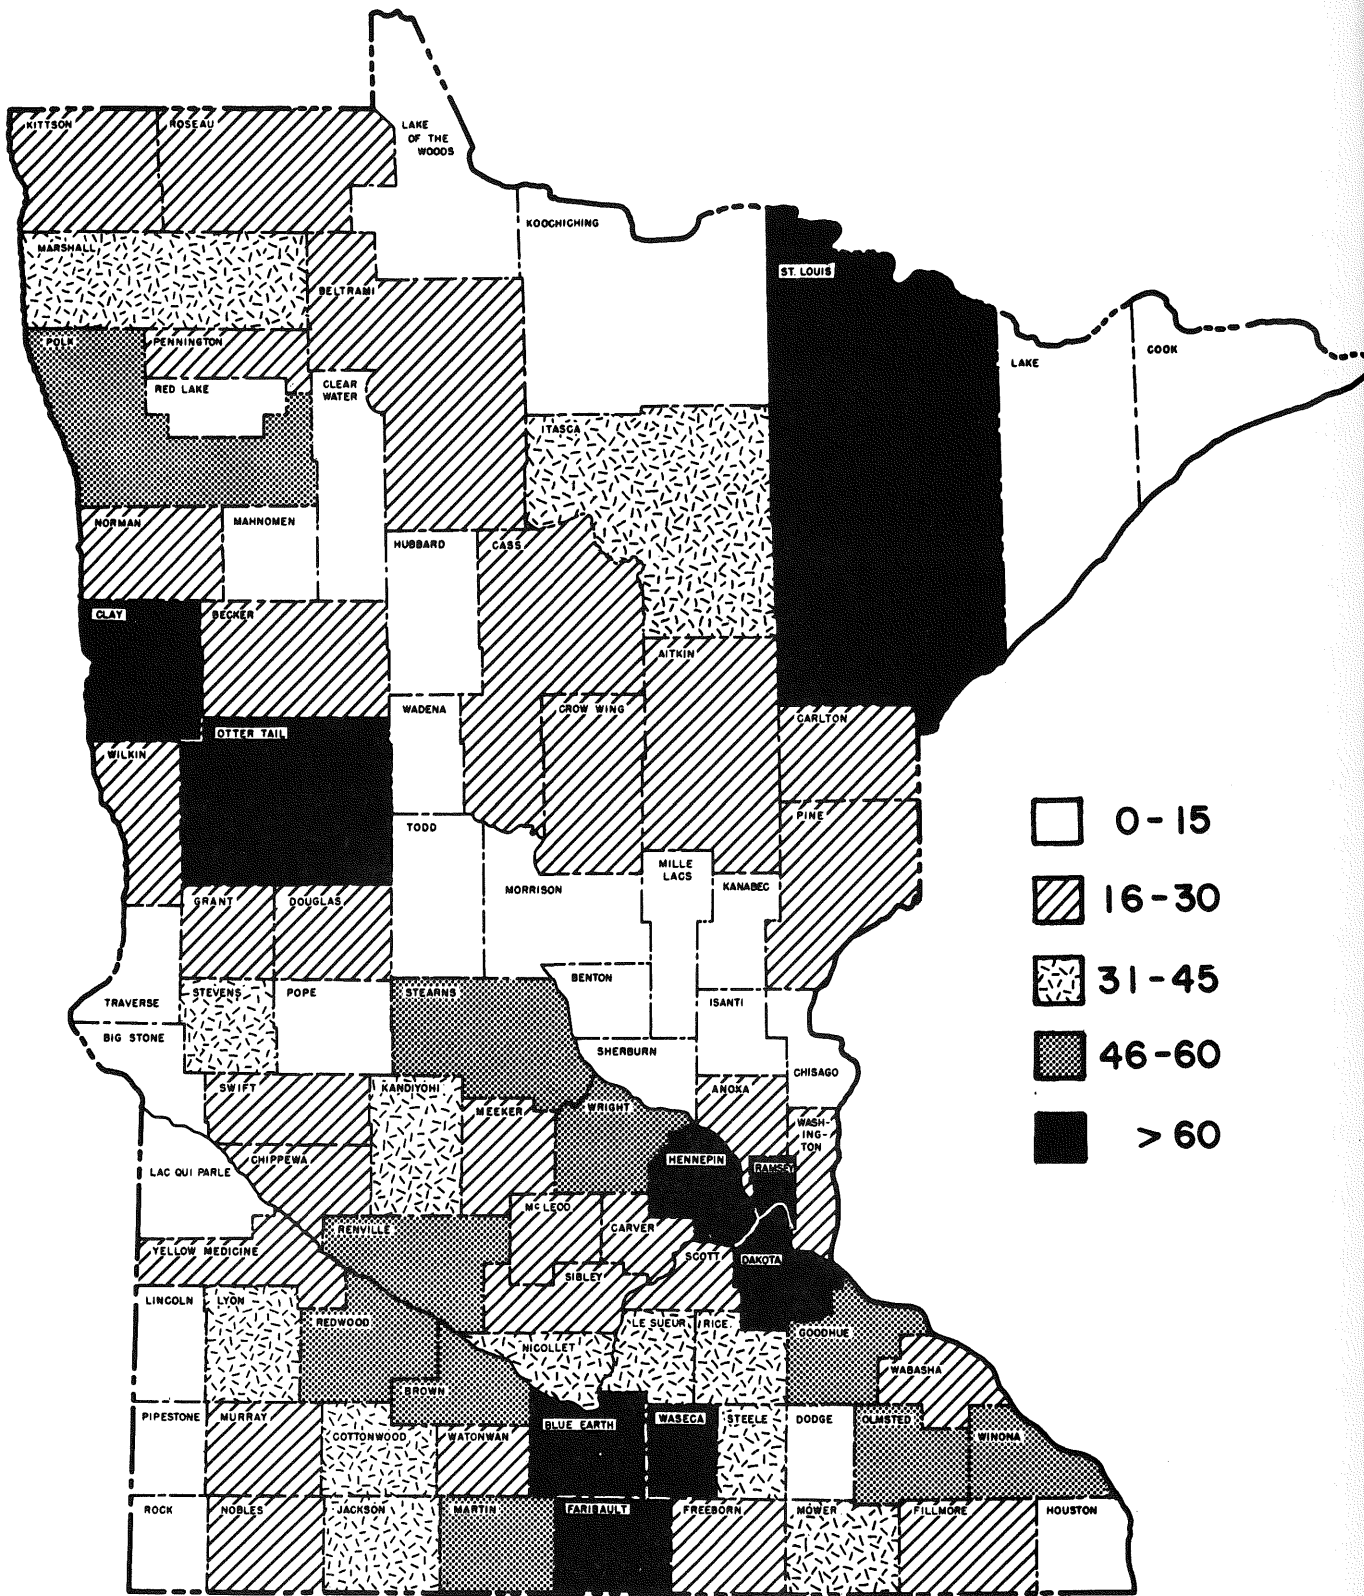 KITTSON
ROSEAU
LAKE
OF THE
WOODS
KOOCHICHING
MARSHALL
BELTRAMI
ST. LOUIS
POLK
PENNINGTON
RED LAKE
CLEAR
WATER
LAKE
COOK
ITASCA
NORMAN
MAHNOMEN
HUBBARD
CASS
CLAY
BECKER
AITKIN
WADENA
CROW WING
CARLTON
OTTER TAIL
WILKIN
TODD
PINE
MORRISON
MILLE
LACS
KANABEC
GRANT
DOUGLAS
BENTON
TRAVERSE
STEVENS
POPE
STEARNS
ISANTI
BIG STONE
SHERBURN
CHISAGO
SWIFT
KANDIYOHI
MEEKER
WRIGHT
ANOKA
WASH-
ING-
TON
LAC QUI PARLE
CHIPPEWA
HENNEPIN
RAMSEY
RENVILLE
McLEOD
CARVER
YELLOW MEDICINE
SIBLEY
SCOTT
DAKOTA
LINCOLN
LYON
REDWOOD
NICOLLET
LE SUEUR
RICE
GOODHUE
WABASHA
BROWN
PIPESTONE
MURRAY
COTTONWOOD
WATONWAN
BLUE EARTH
WASECA
STEELE
DODGE
OLMSTED
WINONA
ROCK
NOBLES
JACKSON
MARTIN
FARIBAULT
FREEBORN
MOWER
FILLMORE
HOUSTON
0-15
16-30
31-45
46-60
>60